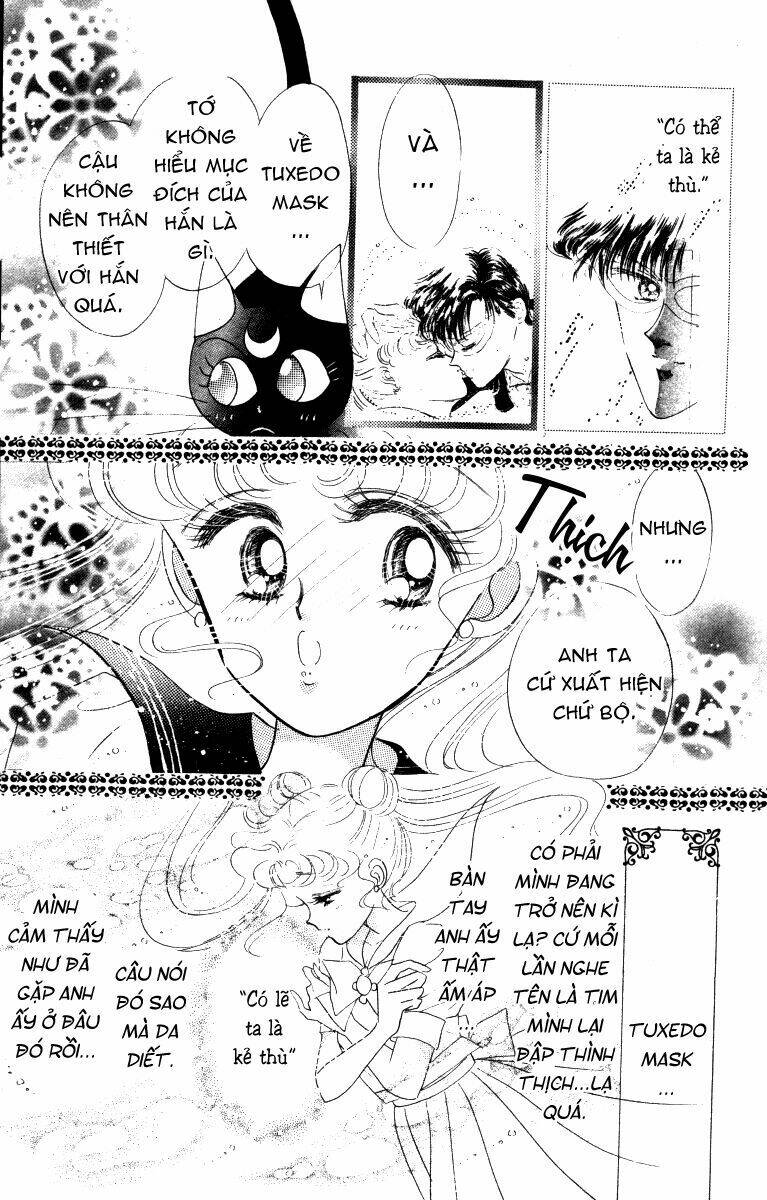 "Có thể
ta là kẻ
thù."
VÀ
...
VỀ
TUXEDO
MASK
...
TỚ
KHÔNG
HIỂU MỤC
ĐÍCH CỦA
HẮN LÀ
GÌ.
CẬU
KHÔNG
NÊN THÂN
THIẾT
VỚI HẮN
QUÁ.
NHƯNG
...
Thịch
ANH TA
CỨ XUẤT HIỆN
CHỨ BỘ.
TUXEDO
MASK
...
CÓ PHẢI
MÌNH ĐANG
TRỞ NÊN KÌ
LẠ? CỨ MỖI
LẦN NGHE
TÊN LÀ TIM
MÌNH LẠI
ĐẬP THÌNH
THỊCH...LẠ
QUÁ.
BÀN
TAY
ANH ẤY
THẬT
ẤM ÁP
...
"Có lẽ
ta là
kẻ thù"
CÂU NÓI
ĐÓ SAO
MÀ DA
DIẾT.
MÌNH
CẢM THẤY
NHƯ ĐÃ
GẶP ANH
ẤY Ở ĐÂU
ĐÓ RỒI...